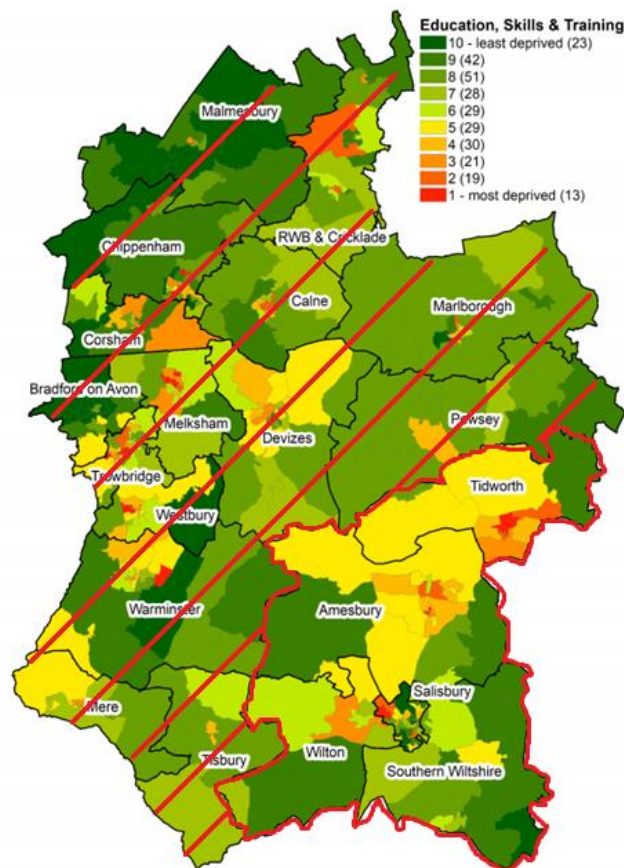 Education, Skills & Training
10 - least deprived (23)
9 (42)
8 (51)
7 (28)
6 (29)
5 (29)
4 (30)
3 (21)
2 (19)
1 - most deprived (13)
Malmesbury
Chippenham
RWB & Cricklade
Calne
Marlborough
Corsham
Bradford on Avon
Melksham
Devizes
Pewsey
Trowbridge
Tidworth
Westbury
Warminster
Amesbury
Salisbury
Mere
Tisbury
Wilton
Southern Wiltshire